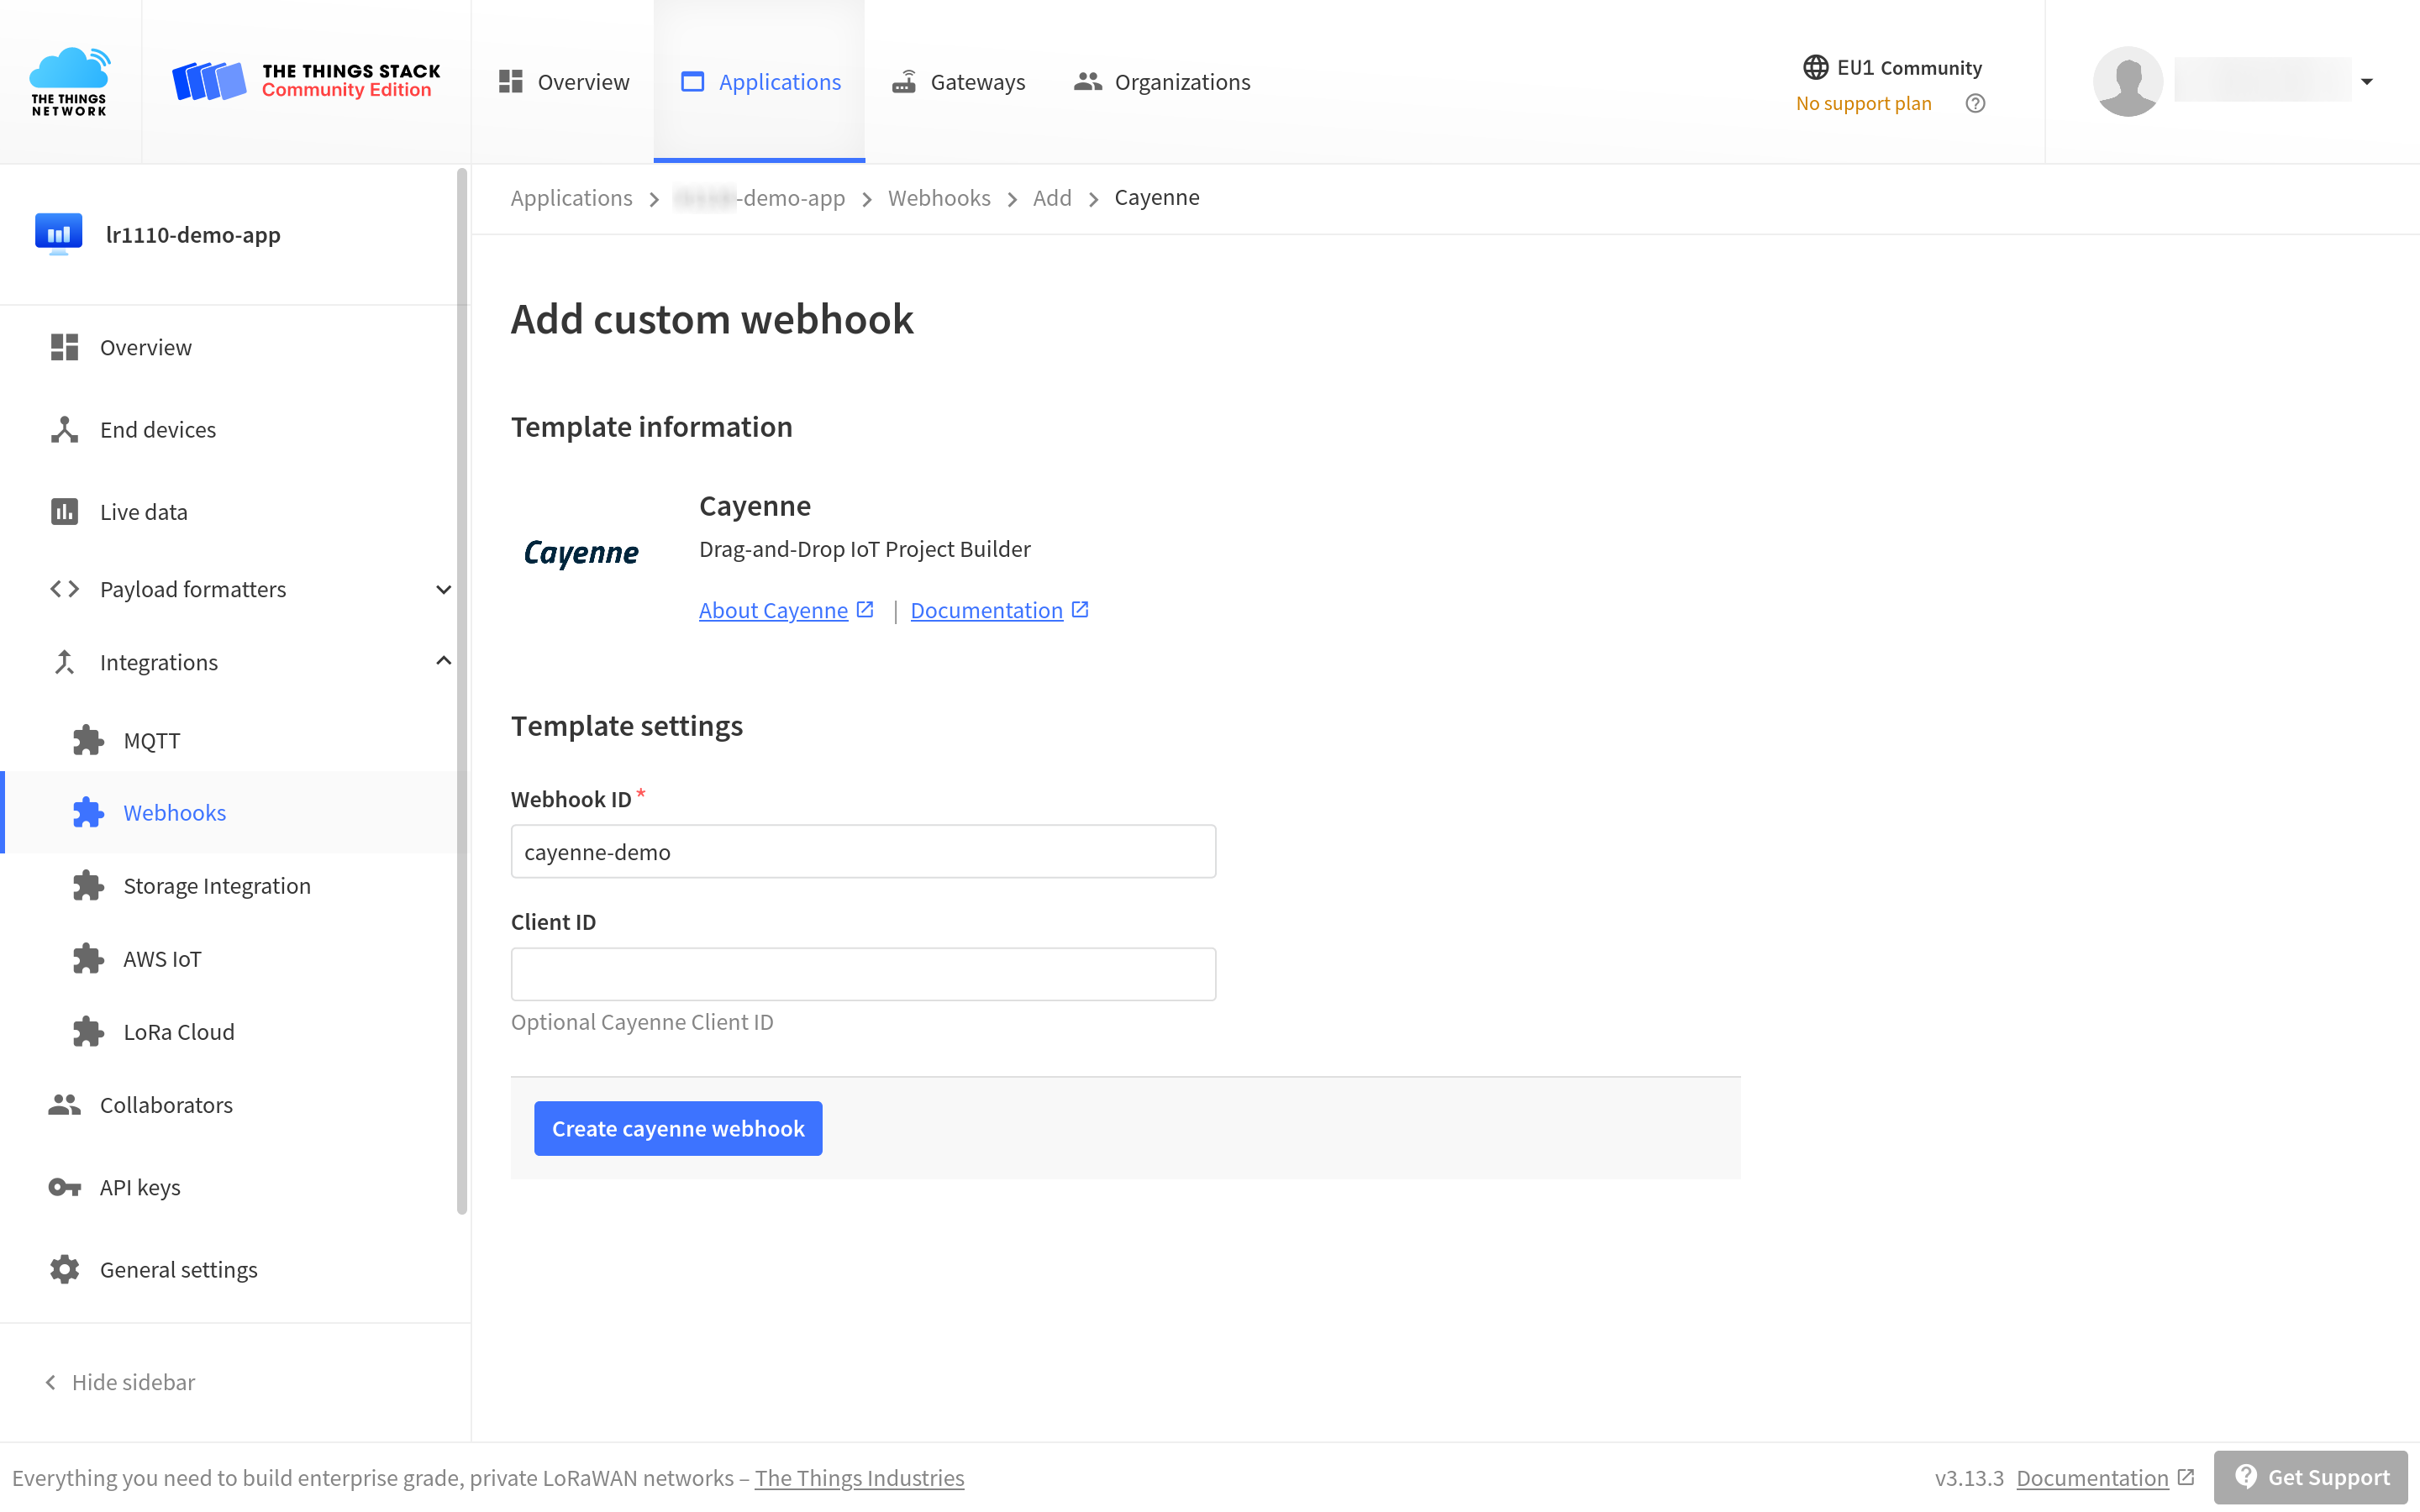 THE THINGS
NETWORK
THE THINGS STACK
Community Edition
Overview
Applications
Gateways
Organizations
EU1 Community
No support plan
lr1110-demo-app
Overview
End devices
Live data
Payload formatters
Integrations
MQTT
Webhooks
Storage Integration
AWS IoT
LoRa Cloud
Collaborators
API keys
General settings
Hide sidebar
Applications > -demo-app > Webhooks > Add > Cayenne
Add custom webhook
Template information
Cayenne
Cayenne
Drag-and-Drop IoT Project Builder
About Cayenne | Documentation
Template settings
Webhook ID *
cayenne-demo
Client ID
Optional Cayenne Client ID
Create cayenne webhook
Everything you need to build enterprise grade, private LoRaWAN networks – The Things Industries
v3.13.3 Documentation
Get Support